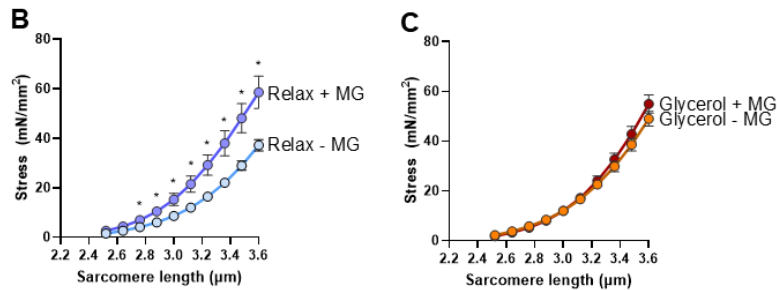 B
80
60
40
20
0
Stress (mN/mm²)
* * * * * * * *
Relax + MG
Relax - MG
2.2 2.4 2.6 2.8 3.0 3.2 3.4 3.6
Sarcomere length (μm)
C
80
60
40
20
0
Stress (mN/mm²)
Glycerol + MG
Glycerol - MG
2.2 2.4 2.6 2.8 3.0 3.2 3.4 3.6
Sarcomere length (μm)